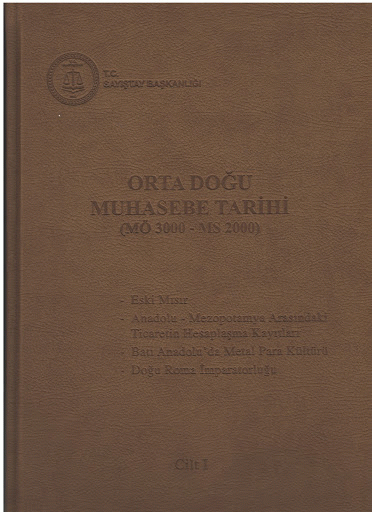 T.C.
SAYIŞTAY BAŞKANLIĞI
ORTA DOĞU
MUHASEBE TARİHİ
(MÖ 3000 - MS 2000)
- Eski Mısır
- Anadolu - Mezopotamya Arasındaki
Ticaretin Hesaplaşma Kayıtları
- Batı Anadolu'da Metal Para Kültürü
- Doğu Roma İmparatorluğu
Cilt I